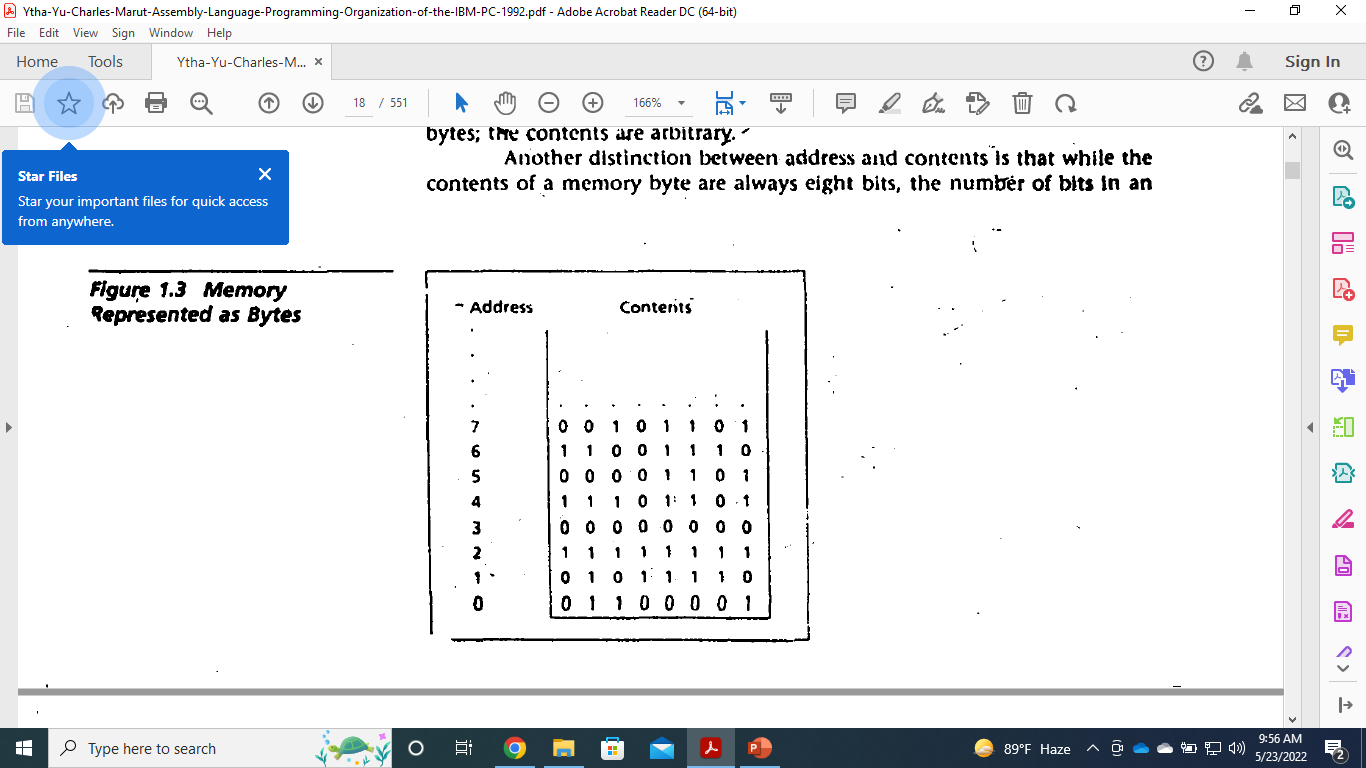 Ytha-Yu-Charles-Marut-Assembly-Language-Programming-Organization-of-the-IBM-PC-1992.pdf - Adobe Acrobat Reader DC (64-bit)
File Edit View Sign Window Help
Home Tools Ytha-Yu-Charles-M... Sign In
18 / 551 166%
bytes; the contents are arbitrary.
Another distinction between address and contents is that while the
contents of a memory byte are always eight bits, the number of bits in an
Star Files
Star your important files for quick access
from anywhere.
Figure 1.3 Memory
Represented as Bytes
Address Contents
7 0 0 1 0 1 1 0 1
6 1 1 0 0 1 1 1 0
5 0 0 0 0 1 1 0 1
4 1 1 1 0 1 1 0 1
3 0 0 0 0 0 0 0 0
2 1 1 1 1 1 1 1 1
1 0 1 0 1 1 1 1 0
0 0 1 1 0 0 0 0 1
Type here to search
89°F Haze
9:56 AM
5/23/2022
2